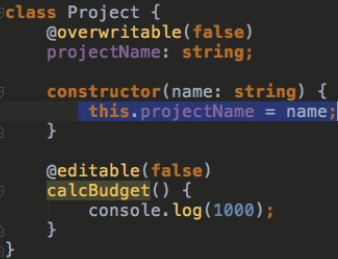 class Project {
    @overwritable(false)
    projectName: string;
    constructor(name: string) {
        this.projectName = name;
    }
    @editable(false)
    calcBudget() {
        console.log(1000);
    }
}